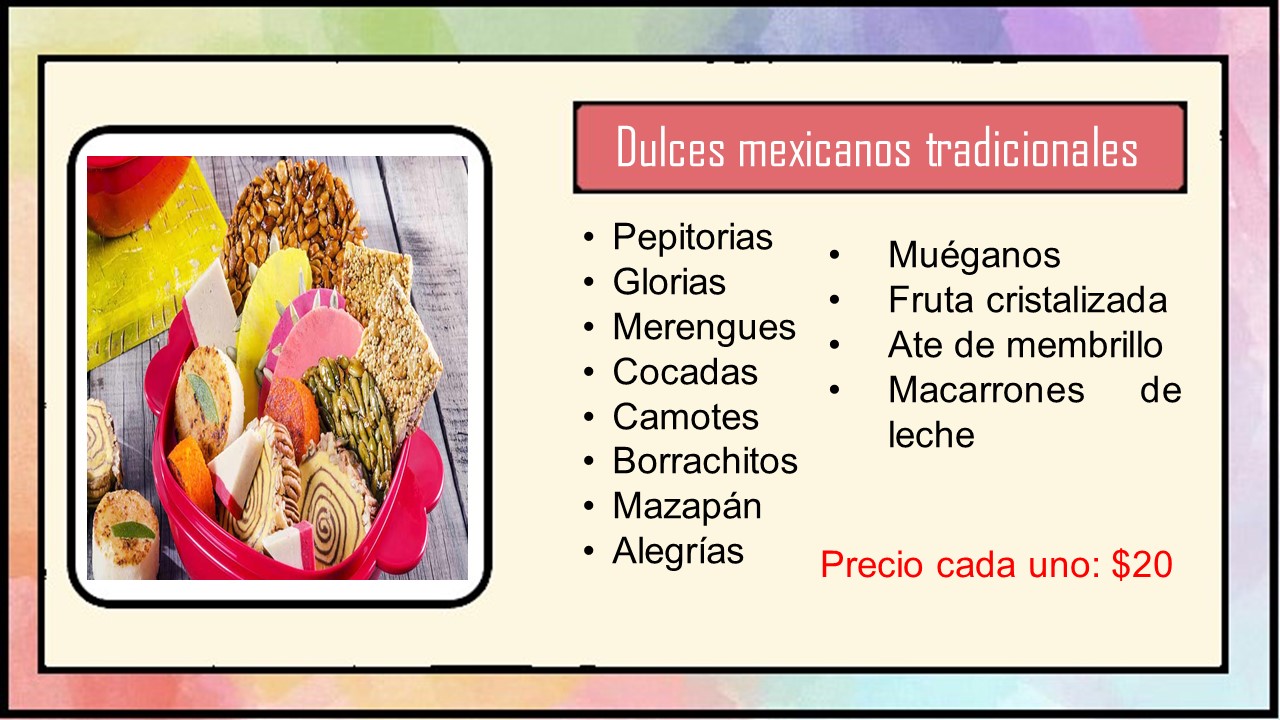 Dulces mexicanos tradicionales
• Pepitorias
• Glorias
• Merengues
• Cocadas
• Camotes
• Borrachitos
• Mazapán
• Alegrías
• Muéganos
• Fruta cristalizada
• Ate de membrillo
• Macarrones de
leche
Precio cada uno: $20